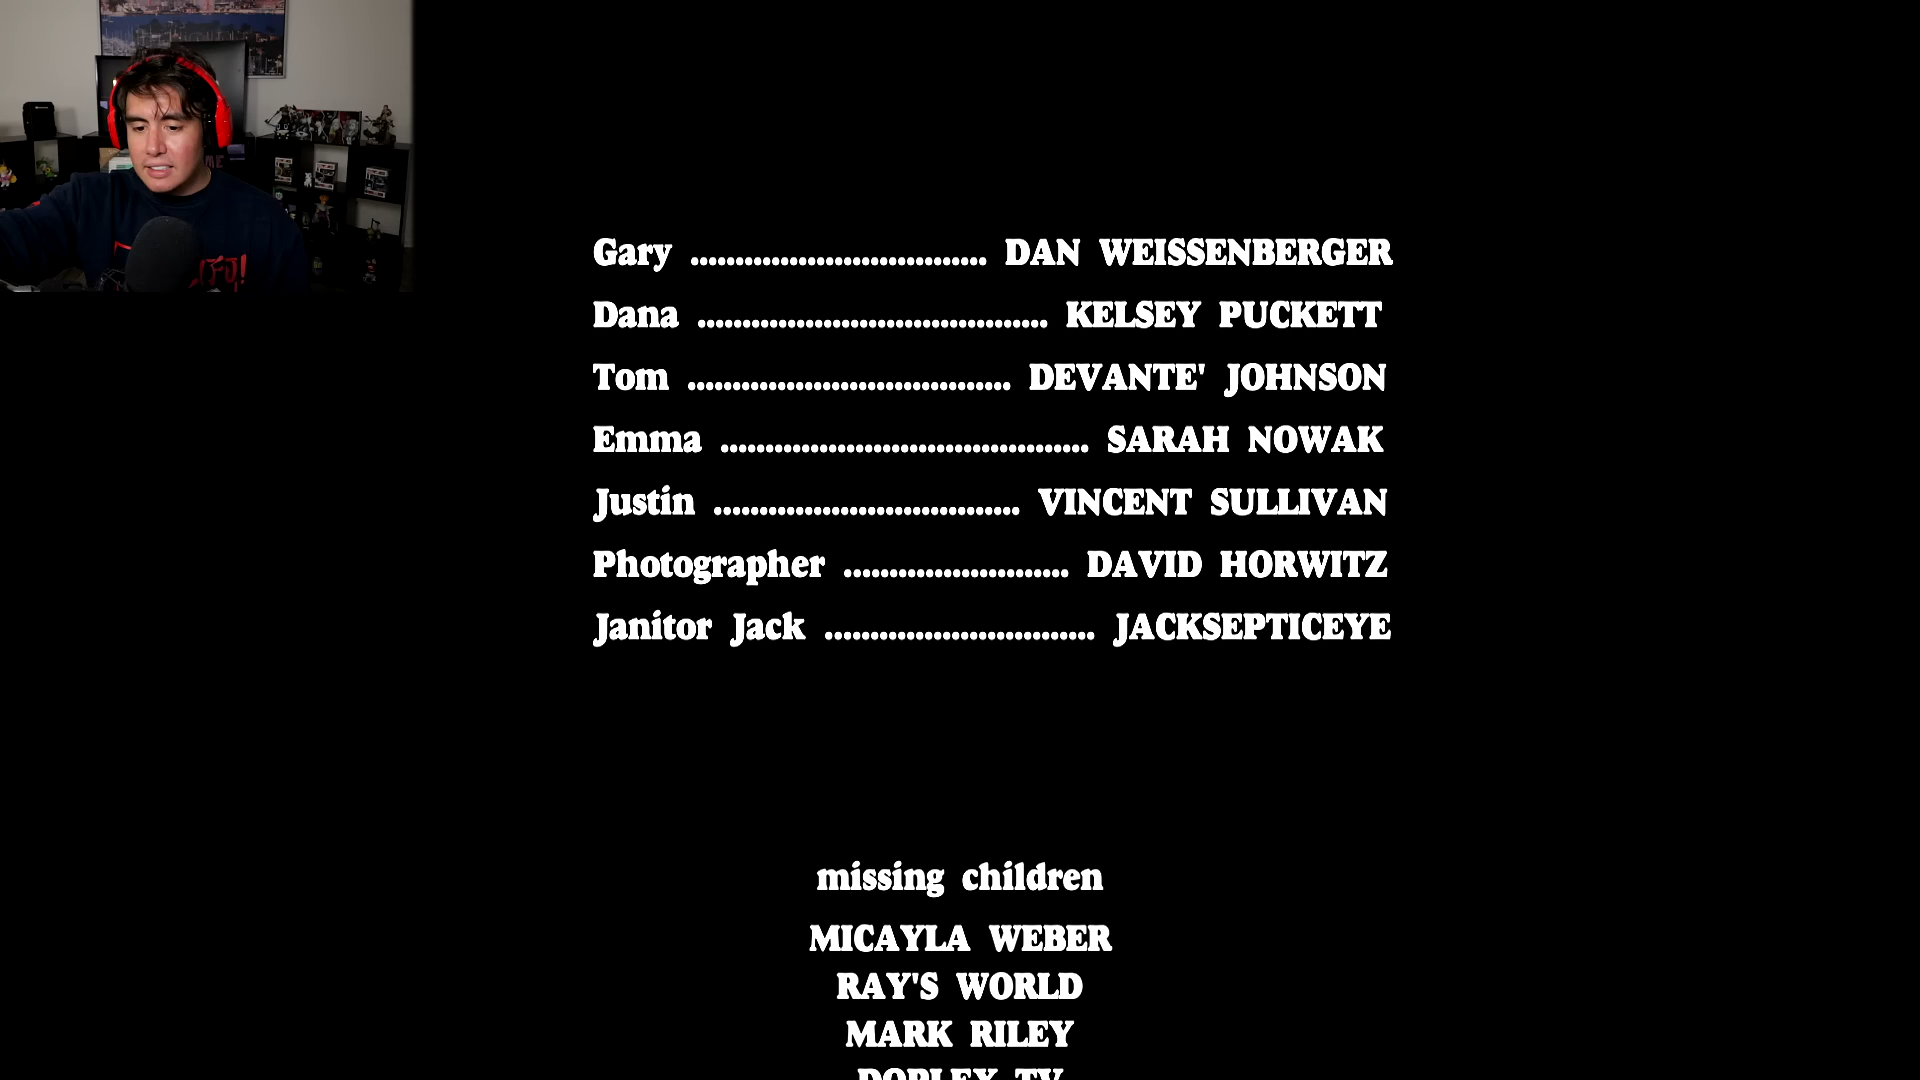 Gary ................................. DAN WEISSENBERGER
Dana ....................................... KELSEY PUCKETT
Tom .................................... DEVANTE' JOHNSON
Emma ......................................... SARAH NOWAK
Justin .................................. VINCENT SULLIVAN
Photographer ......................... DAVID HORWITZ
Janitor Jack .............................. JACKSEPTICEYE
missing children
MICAYLA WEBER
RAY'S WORLD
MARK RILEY